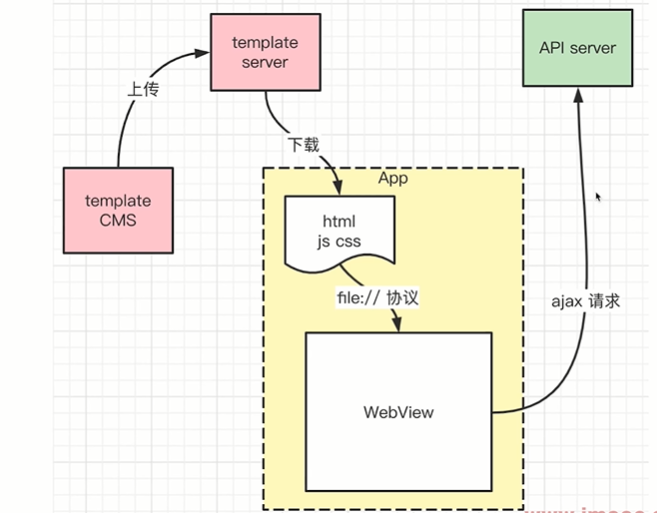 template
server
API server
上传
下载
template
CMS
App
html
js css
file:// 协议
ajax 请求
WebView